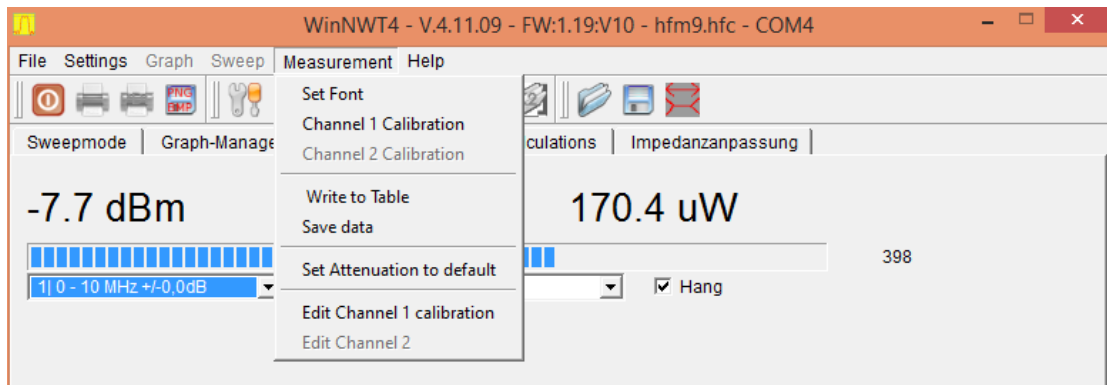 WinNWT4 - V.4.11.09 - FW:1.19:V10 - hfm9.hfc - COM4
File Settings Graph Sweep Measurement Help
PNG
BMP
Sweepmode Graph-Manage culations Impedanzanpassung
Set Font
Channel 1 Calibration
Channel 2 Calibration
Write to Table
Save data
Set Attenuation to default
Edit Channel 1 calibration
Edit Channel 2
-7.7 dBm 170.4 uW
398
1| 0 - 10 MHz +/-0,0dB Hang